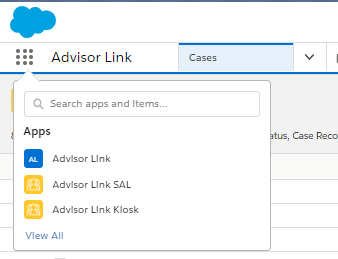 Advisor Link
Cases
Search apps and Items...
Apps
AL
Advisor Link
Advisor Link SAL
Advisor Link Kiosk
View All
atus, Case Reco